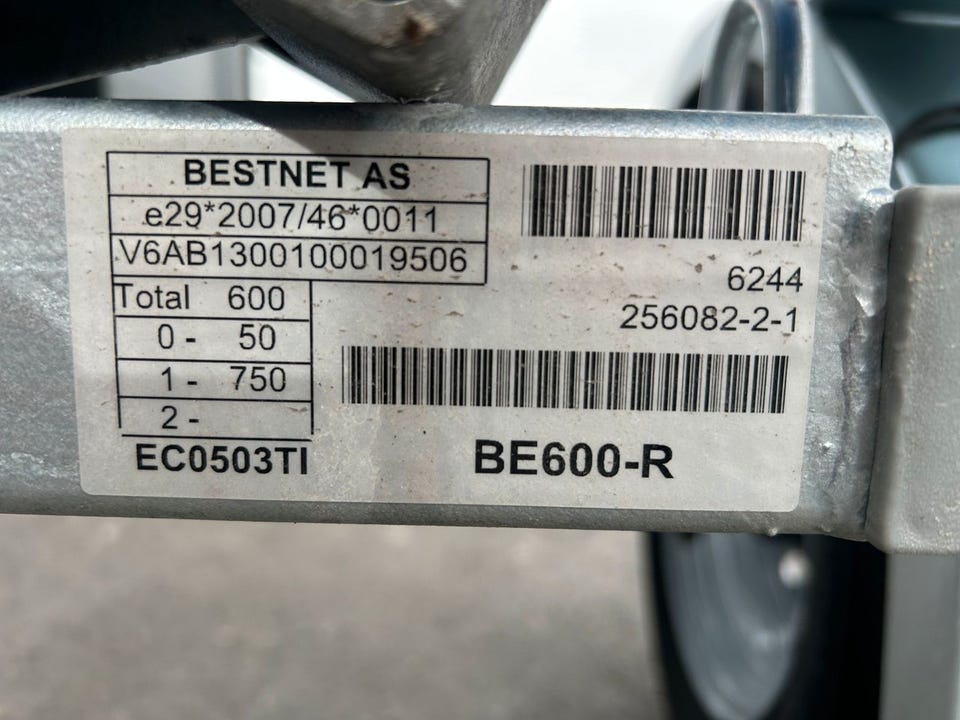 BESTNET AS
e29*2007/46*0011
V6AB1300100019506
Total 600
0 - 50
1 - 750
2 -
EC0503TI
6244
256082-2-1
BE600-R